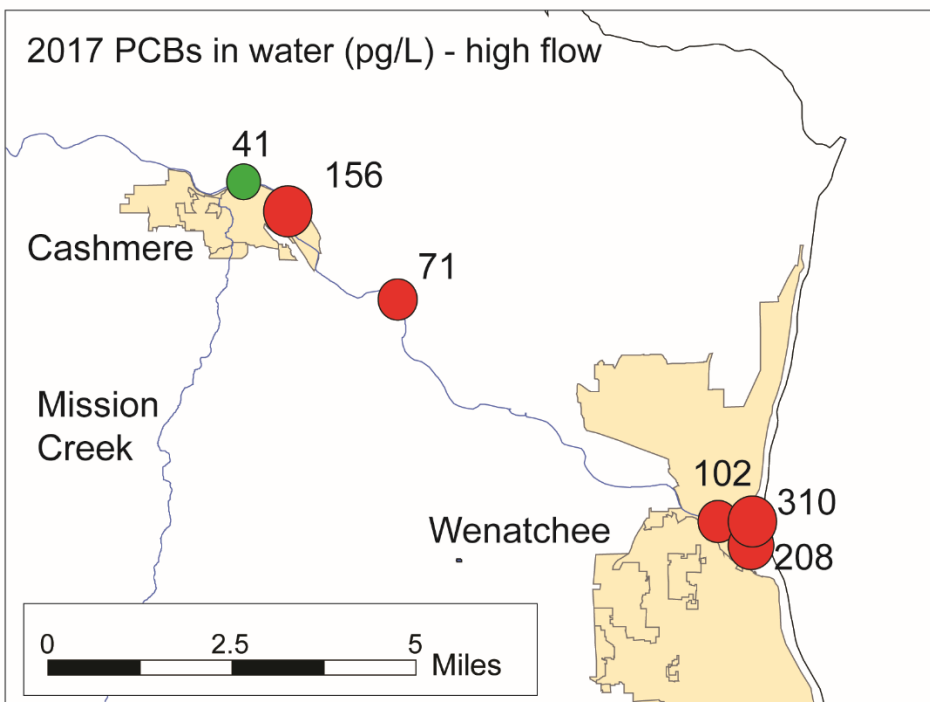 2017 PCBs in water (pg/L) - high flow
41
156
Cashmere
71
Mission
Creek
102
310
Wenatchee
208
0 2.5 5
Miles